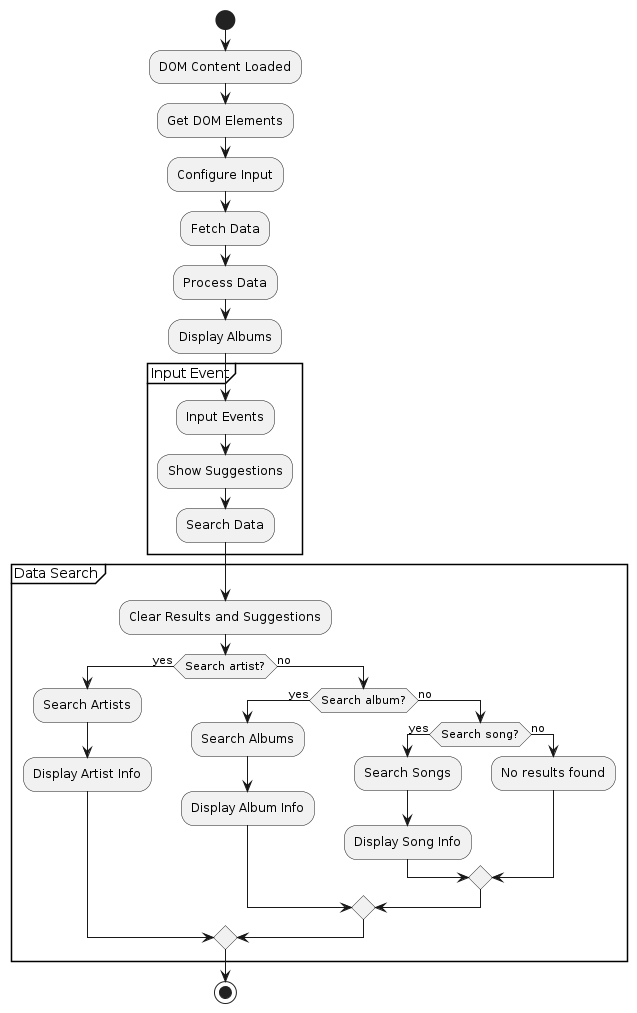 DOM Content Loaded
Get DOM Elements
Configure Input
Fetch Data
Process Data
Display Albums
Input Event
Input Events
Show Suggestions
Search Data
Data Search
Clear Results and Suggestions
yes
Search artist?
no
Search Artists
Display Artist Info
yes
Search album?
no
Search Albums
Display Album Info
yes
Search song?
no
Search Songs
Display Song Info
No results found